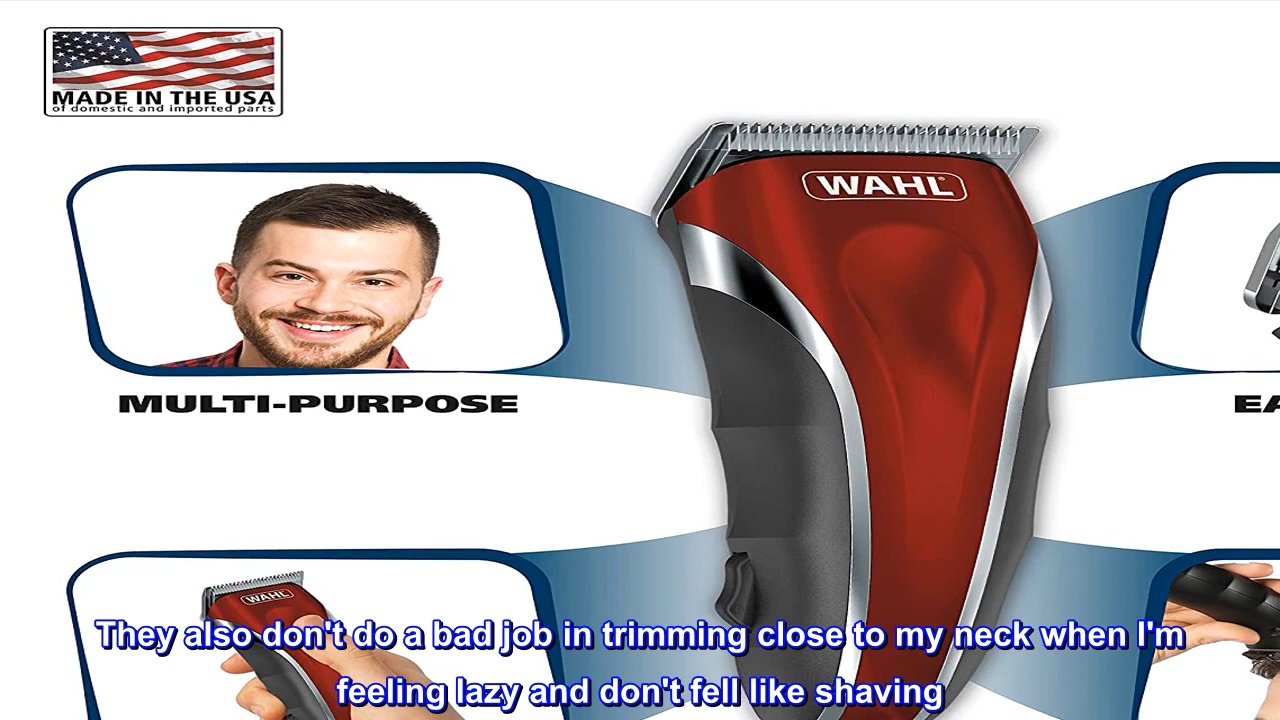 MADE IN THE USA
of domestic and imported parts
WAHL
MULTI-PURPOSE
EA
WAHL
They also don't do a bad job in trimming close to my neck when I'm
feeling lazy and don't fell like shaving